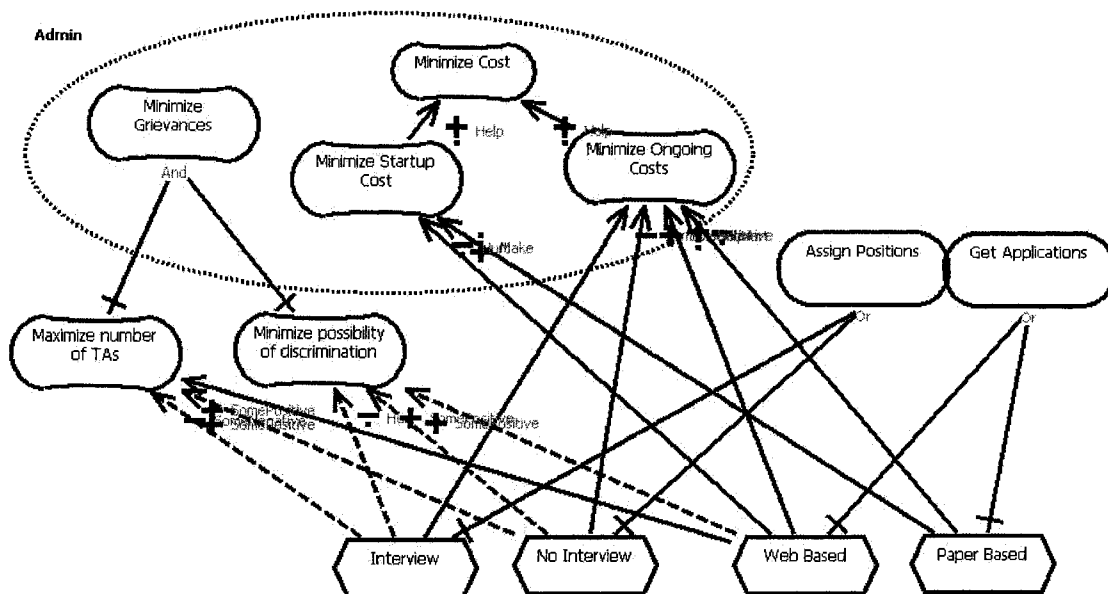 Admin
Minimize Cost
Minimize
Grievances
Help
Help
Minimize Startup
Cost
Minimize Ongoing
Costs
And
Make
Assign Positions
Get Applications
Or
Or
Maximize number
of TAs
Minimize possibility
of discrimination
SomePositive
SomePositive
SomePositive
SomePositive
Interview
No Interview
Web Based
Paper Based